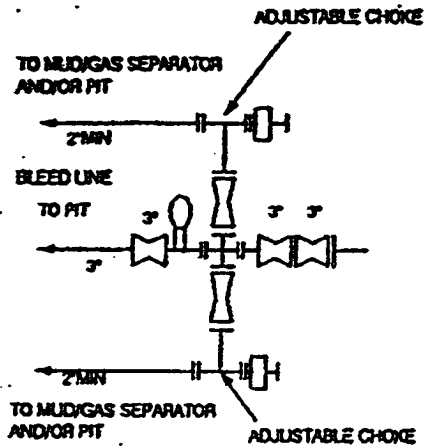 ADJUSTABLE CHOKE
TO MUD/GAS SEPARATOR
AND/OR PIT
2"MIN
BLEED LINE
TO PIT
3"
3" 3"
3"
2"MIN
TO MUD/GAS SEPARATOR
AND/OR PIT
ADJUSTABLE CHOKE